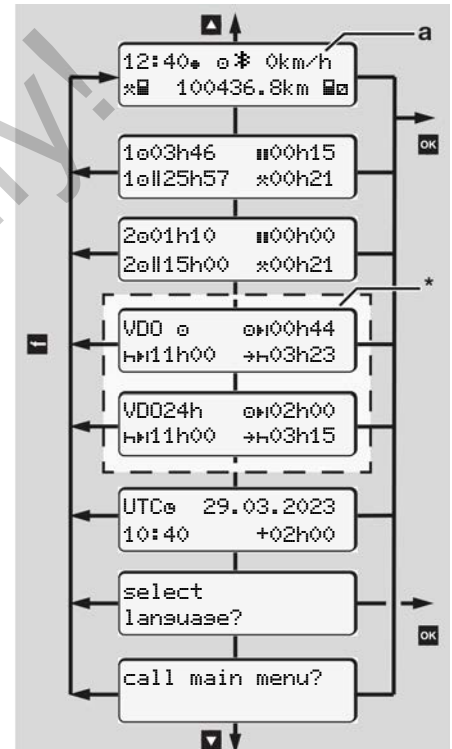 a
12:40● ⊙ 0km/h
100436.8km
OK
1⊙03h46 ▮▮00h15
1⊙||25h57 ⚒00h21
2⊙01h10 ▮▮00h00
2⊙||15h00 ⚒00h21
*
VDO ⊙ ⊙▶|00h44
▶|11h00 →03h23
VDO24h ⊙▶|02h00
▶|11h00 →03h15
UTC 29.03.2023
10:40 +02h00
select
language?
OK
call main menu?
ny!